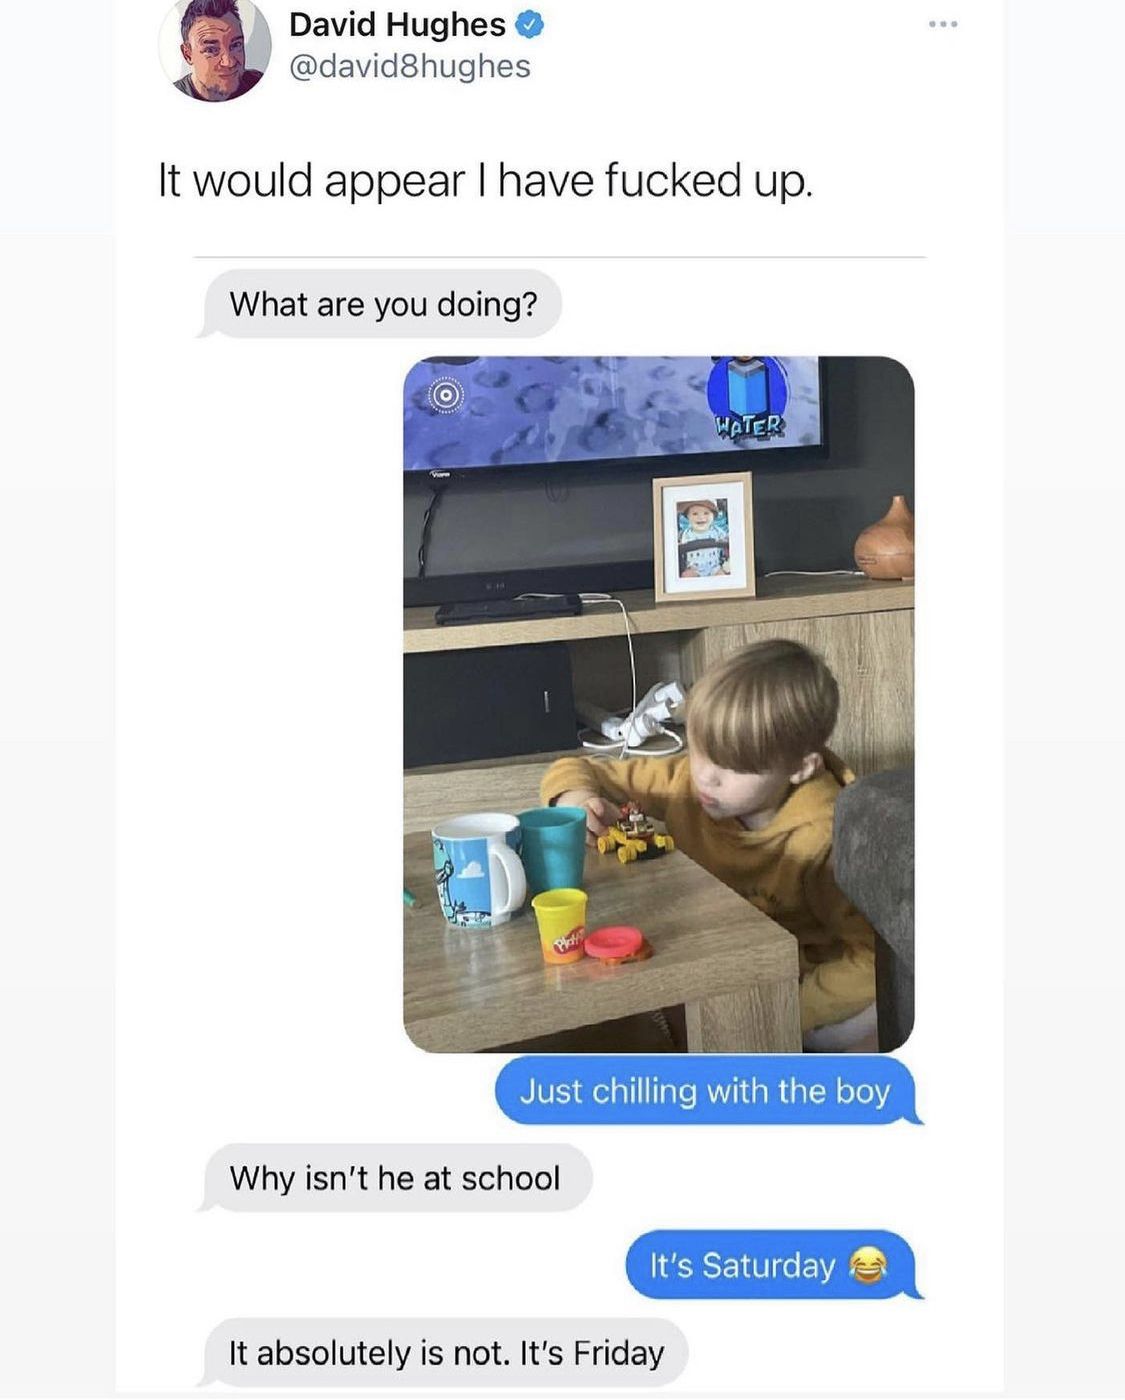 David Hughes
@david8hughes
It would appear I have fucked up.
What are you doing?
WATER
Just chilling with the boy
Why isn't he at school
It's Saturday 😂
It absolutely is not. It's Friday